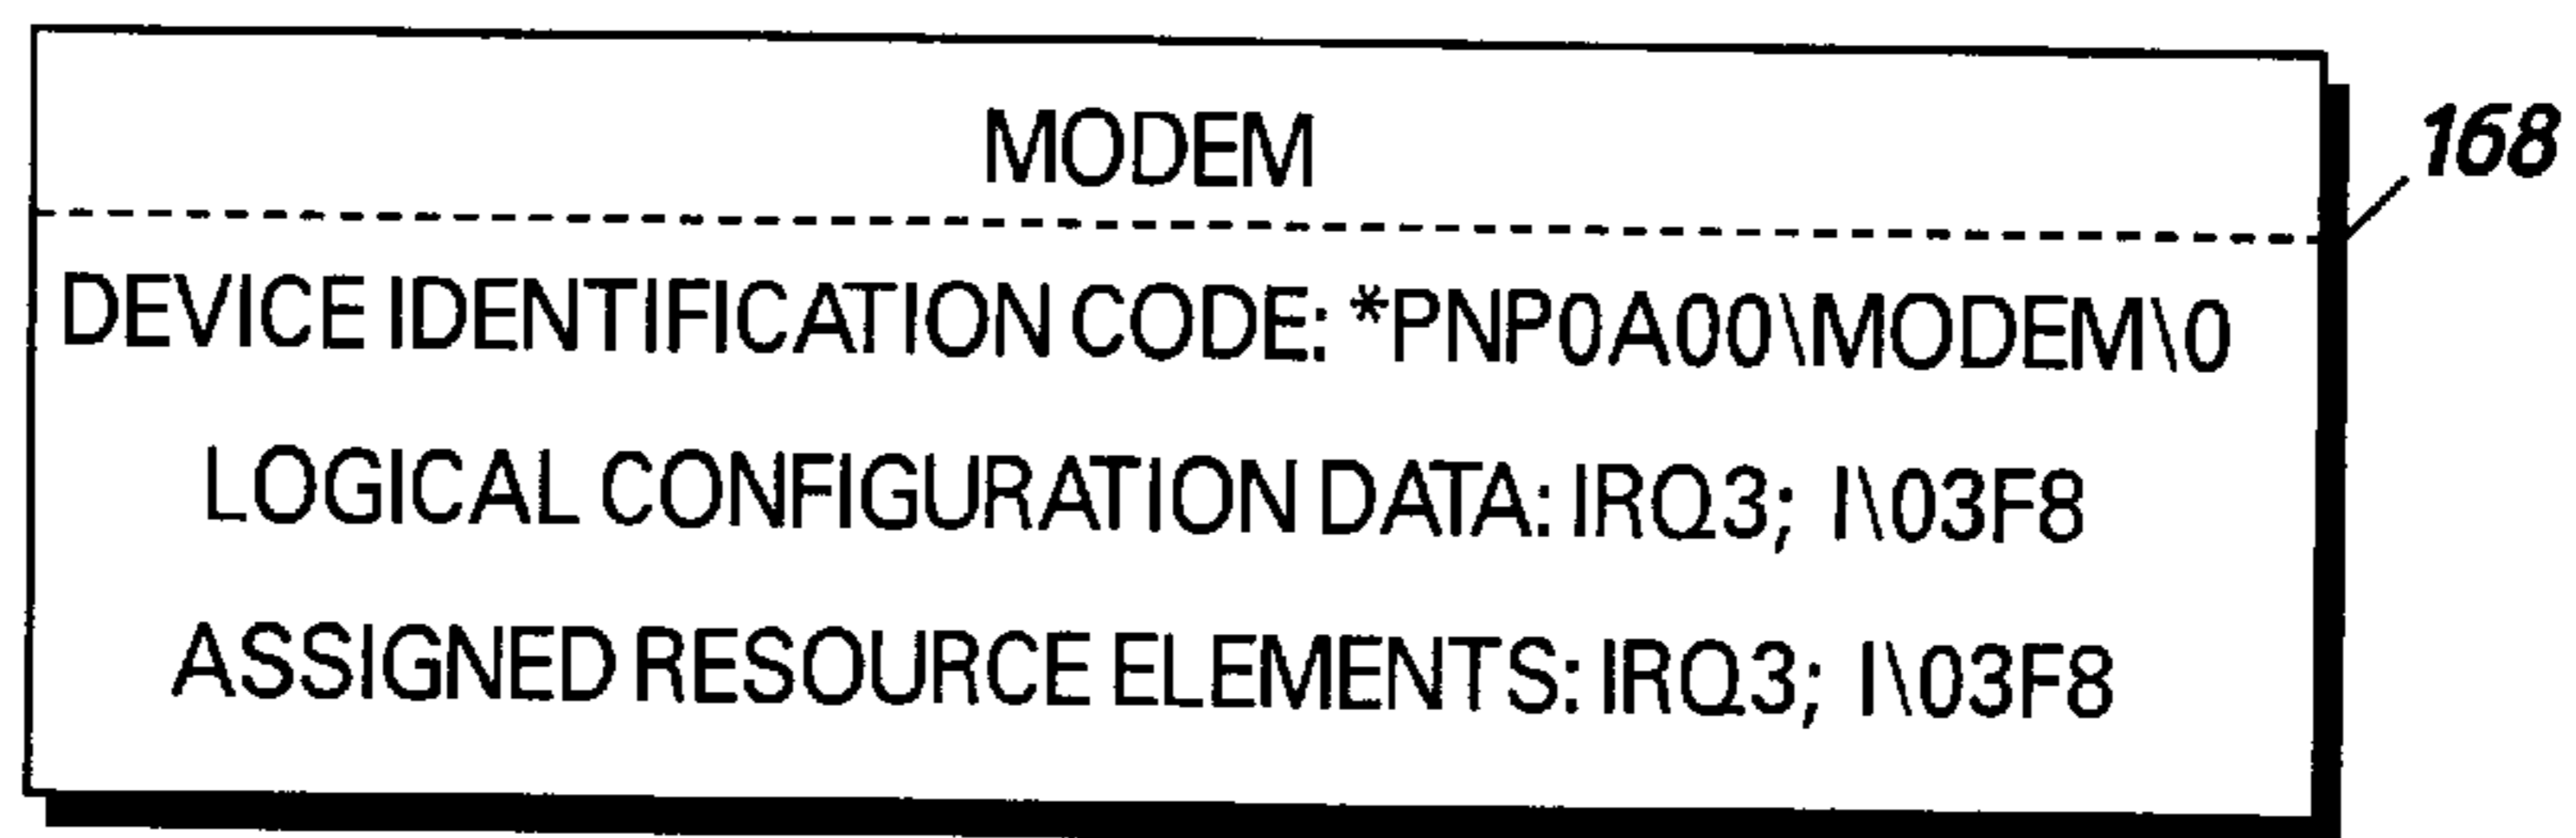 MODEM
168
DEVICE IDENTIFICATION CODE: *PNP0A00\MODEM\0
LOGICAL CONFIGURATION DATA: IRQ3; I\03F8
ASSIGNED RESOURCE ELEMENTS: IRQ3; I\03F8